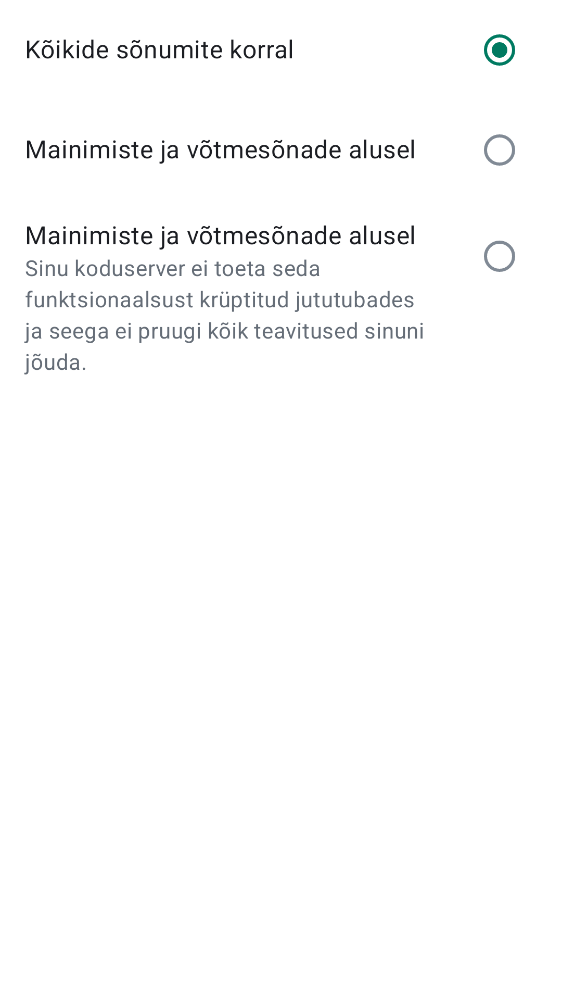 Kõikide sõnumite korral
Mainimiste ja võtmesõnade alusel
Mainimiste ja võtmesõnade alusel
Sinu koduserver ei toeta seda
funktsionaalsust krüptitud jututubades
ja seega ei pruugi kõik teavitused sinuni
jõuda.